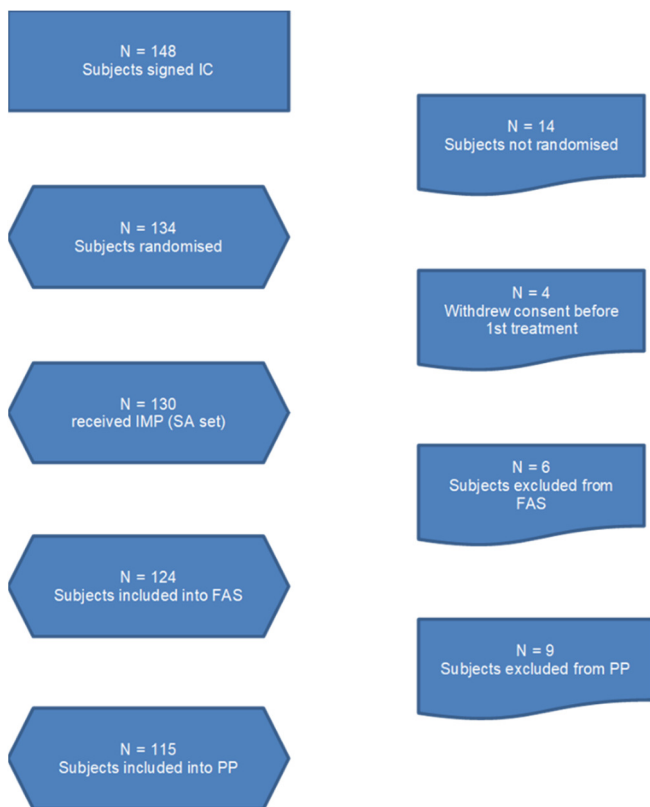 N = 148
Subjects signed IC
N = 14
Subjects not randomised
N = 134
Subjects randomised
N = 4
Withdrew consent before
1st treatment
N = 130
received IMP (SA set)
N = 6
Subjects excluded from
FAS
N = 124
Subjects included into FAS
N = 9
Subjects excluded from PP
N = 115
Subjects included into PP